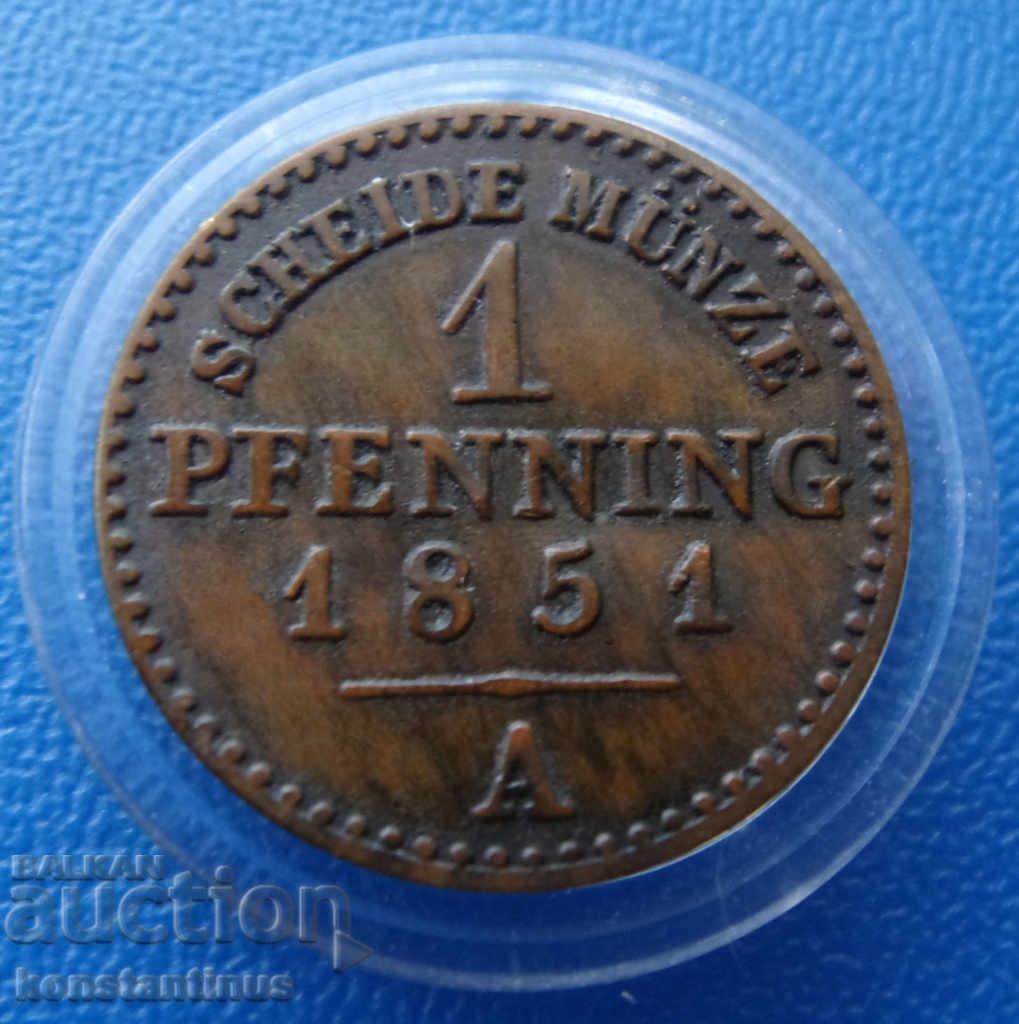 SCHEIDE MÜNZE
1
PFENNING
1851
A
BALKAN
auction
konstantinus